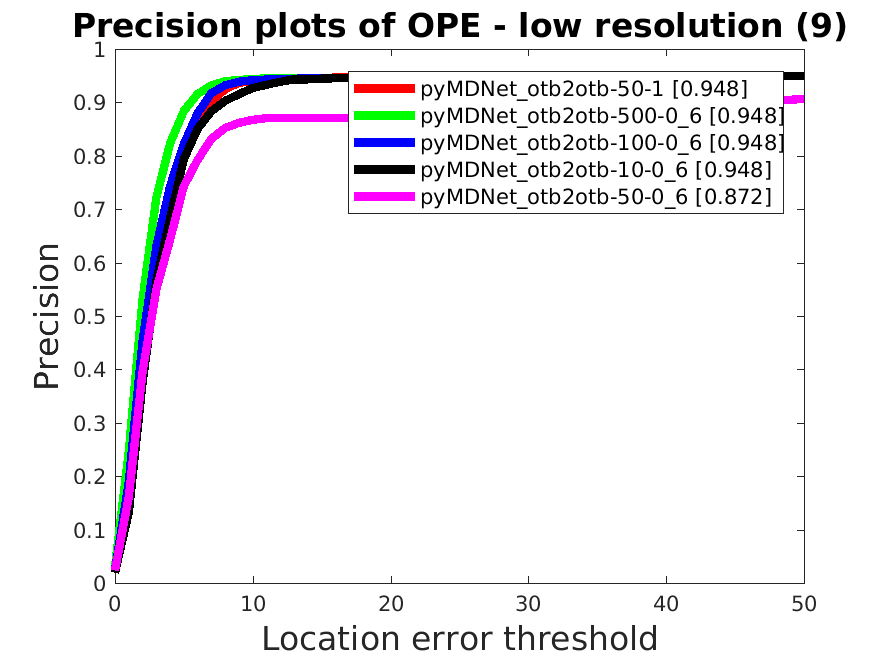 Precision plots of OPE - low resolution (9)
1
0.9
0.8
0.7
0.6
0.5
0.4
0.3
0.2
0.1
0
Precision
pyMDNet_otb2otb-50-1 [0.948]
pyMDNet_otb2otb-500-0_6 [0.948]
pyMDNet_otb2otb-100-0_6 [0.948]
pyMDNet_otb2otb-10-0_6 [0.948]
pyMDNet_otb2otb-50-0_6 [0.872]
0 10 20 30 40 50
Location error threshold